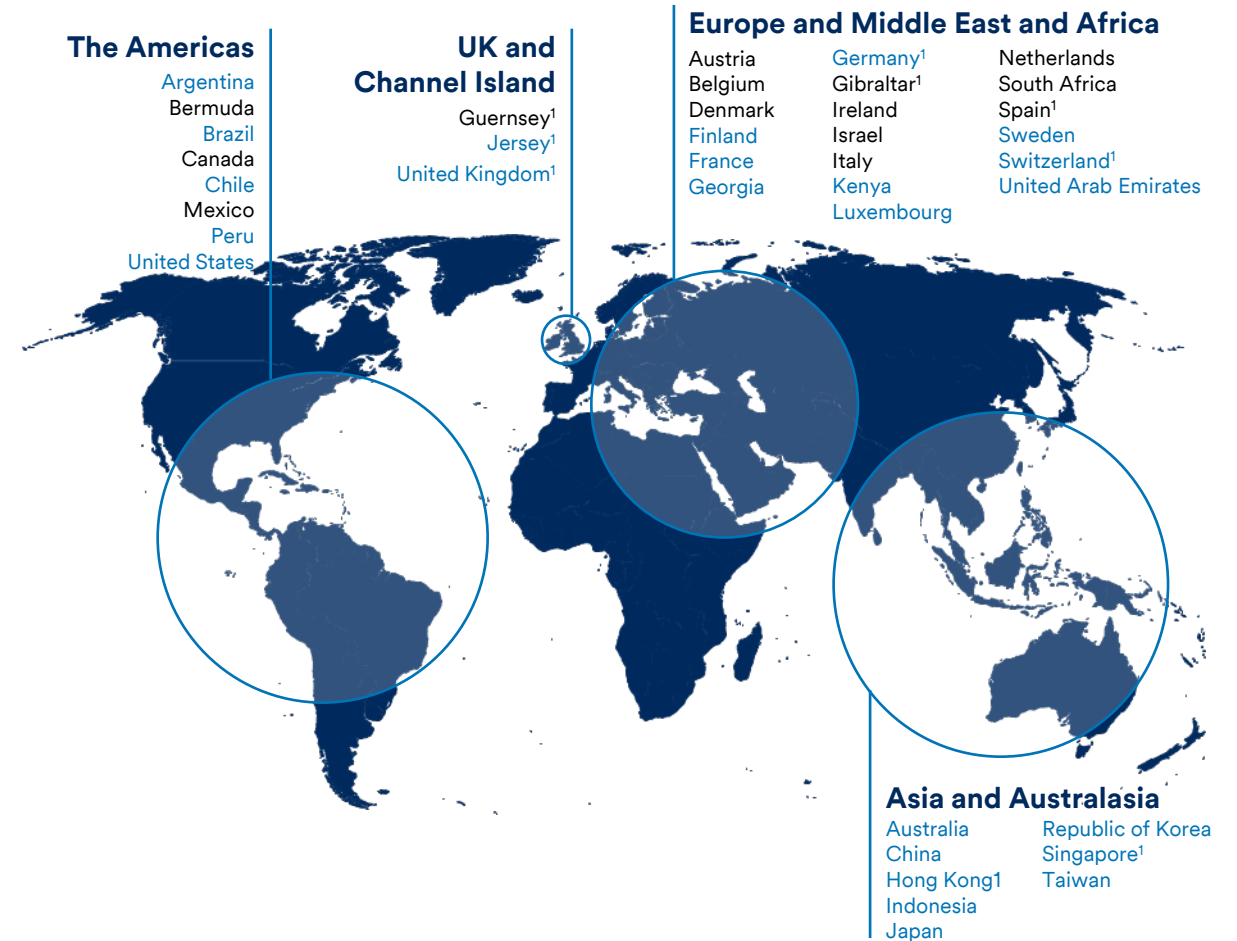 The Americas
Argentina
Bermuda
Brazil
Canada
Chile
Mexico
Peru
United States
UK and
Channel Island
Guernsey¹
Jersey¹
United Kingdom¹
Europe and Middle East and Africa
Austria
Belgium
Denmark
Finland
France
Georgia
Germany¹
Gibraltar¹
Ireland
Israel
Italy
Kenya
Luxembourg
Netherlands
South Africa
Spain¹
Sweden
Switzerland¹
United Arab Emirates
Asia and Australasia
Australia
China
Hong Kong1
Indonesia
Japan
Republic of Korea
Singapore¹
Taiwan